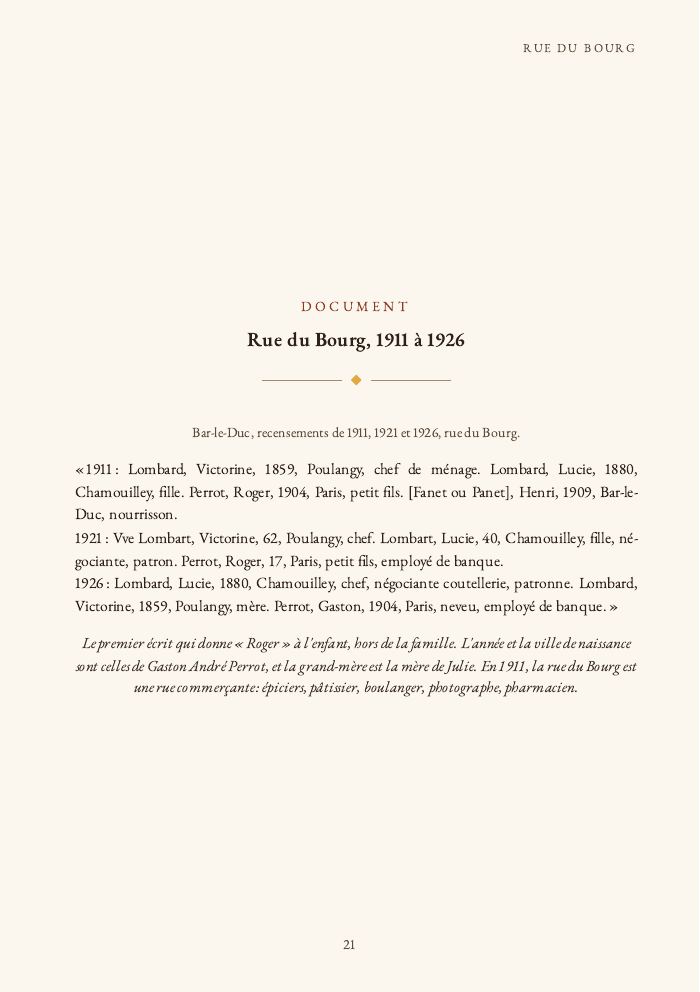 RUE DU BOURG
DOCUMENT
Rue du Bourg, 1911 à 1926
Bar-le-Duc, recensements de 1911, 1921 et 1926, rue du Bourg.
« 1911 : Lombard, Victorine, 1859, Poulangy, chef de ménage. Lombard, Lucie, 1880,
Chamouilley, fille. Perrot, Roger, 1904, Paris, petit fils. [Fanet ou Panet], Henri, 1909, Bar-le-
Duc, nourrisson.
1921 : Vve Lombart, Victorine, 62, Poulangy, chef. Lombart, Lucie, 40, Chamouilley, fille, né-
gociante, patron. Perrot, Roger, 17, Paris, petit fils, employé de banque.
1926 : Lombard, Lucie, 1880, Chamouilley, chef, négociante coutellerie, patronne. Lombard,
Victorine, 1859, Poulangy, mère. Perrot, Gaston, 1904, Paris, neveu, employé de banque. »
Le premier écrit qui donne « Roger » à l'enfant, hors de la famille. L'année et la ville de naissance
sont celles de Gaston André Perrot, et la grand-mère est la mère de Julie. En 1911, la rue du Bourg est
une rue commerçante : épiciers, pâtissier, boulanger, photographe, pharmacien.
21